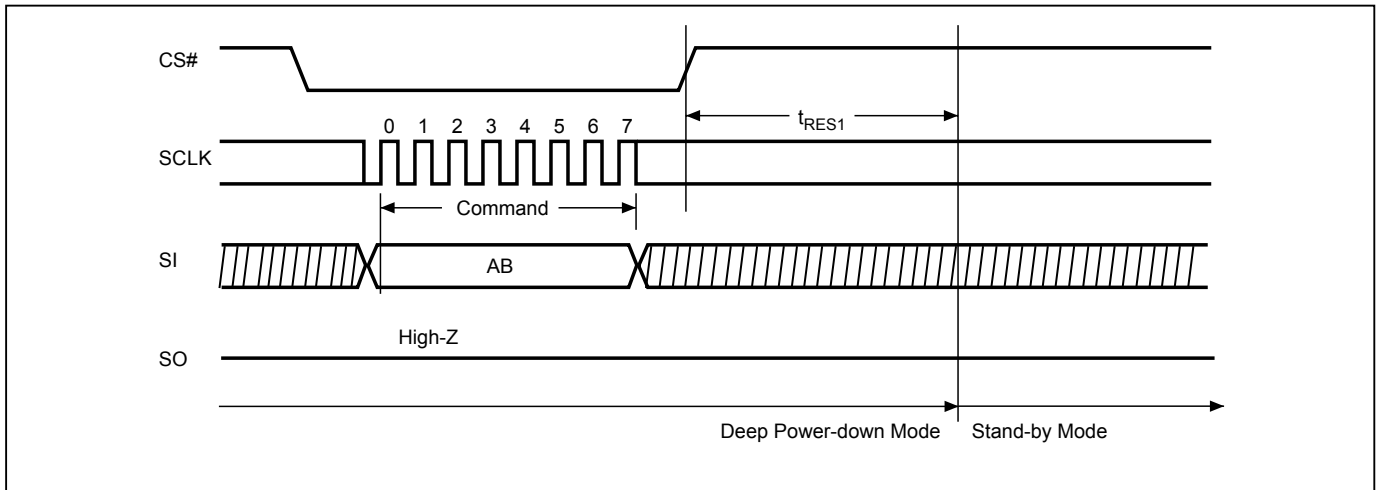 CS#
tRES1
0 1 2 3 4 5 6 7
SCLK
Command
SI
AB
High-Z
SO
Deep Power-down Mode Stand-by Mode